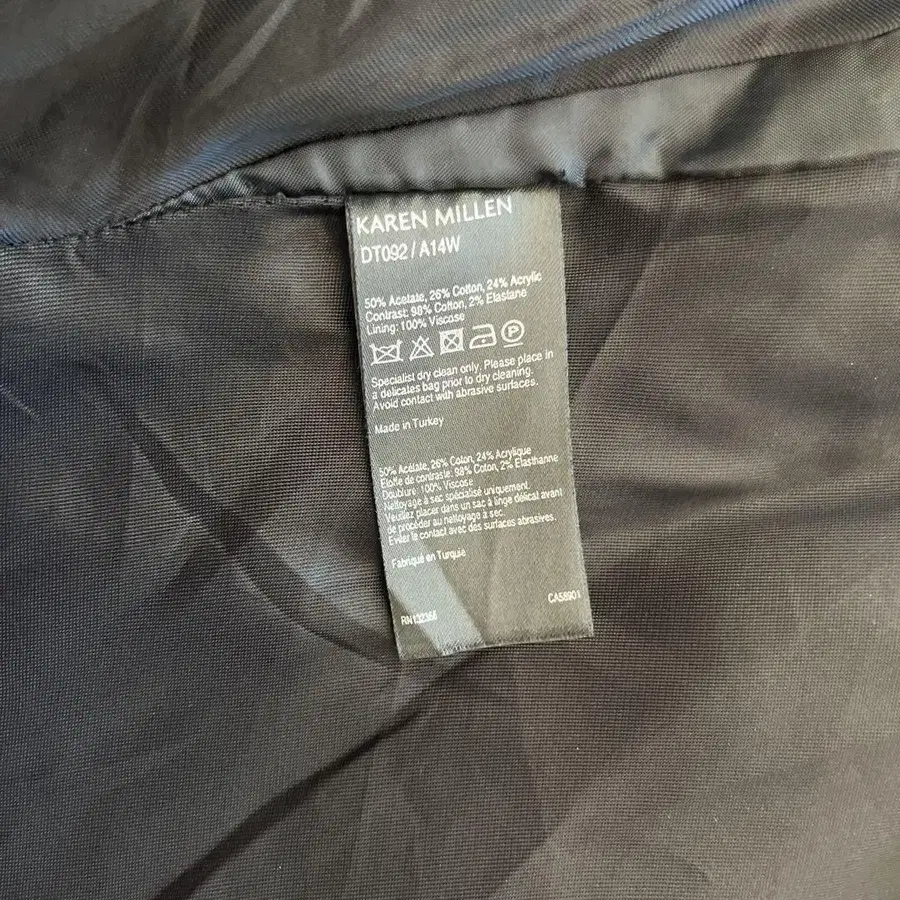 KAREN MILLEN
DT092 / A14W
50% Acetate, 26% Cotton, 24% Acrylic
Contrast: 98% Cotton, 2% Elastane
Lining: 100% Viscose
P
Specialist dry clean only. Please place in
a delicates bag prior to dry cleaning.
Avoid contact with abrasive surfaces.
Made in Turkey
50% Acétate, 26% Coton, 24% Acrylique
Etoffe de contraste: 98% Coton, 2% Elasthanne
Doublure: 100% Viscose
Nettoyage à sec spécialisé uniquement.
Veuillez placer dans un sac à linge délicat avant
de procéder au nettoyage à sec.
Eviter le contact avec des surfaces abrasives.
Fabriqué en Turquie
CA58901
RN132366